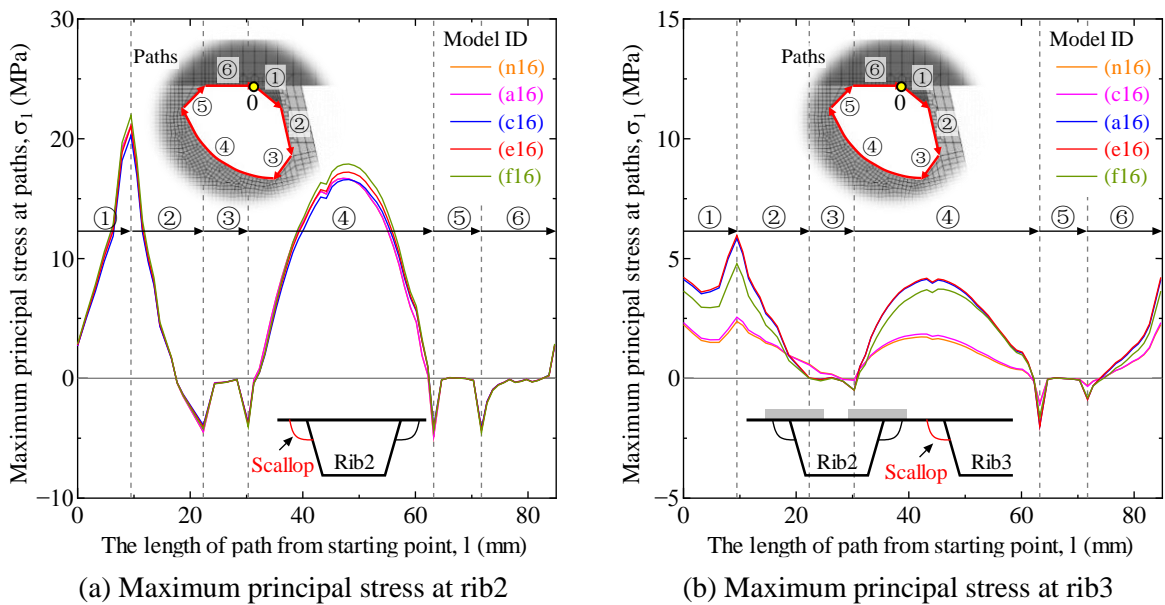 30
20
10
0
−10
0
20
40
60
80
Maximum principal stress at paths, σ1 (MPa)
The length of path from starting point, l (mm)
Paths
⑥
①
0
②
③
④
⑤
Model ID
(n16)
(a16)
(c16)
(e16)
(f16)
① ② ③ ④ ⑤ ⑥
Scallop
Rib2
(a) Maximum principal stress at rib2
15
10
5
0
−5
0
20
40
60
80
Maximum principal stress at paths, σ1 (MPa)
The length of path from starting point, l (mm)
Paths
⑥
①
0
②
③
④
⑤
Model ID
(n16)
(c16)
(a16)
(e16)
(f16)
① ② ③ ④ ⑤ ⑥
Rib2
Scallop
Rib3
(b) Maximum principal stress at rib3